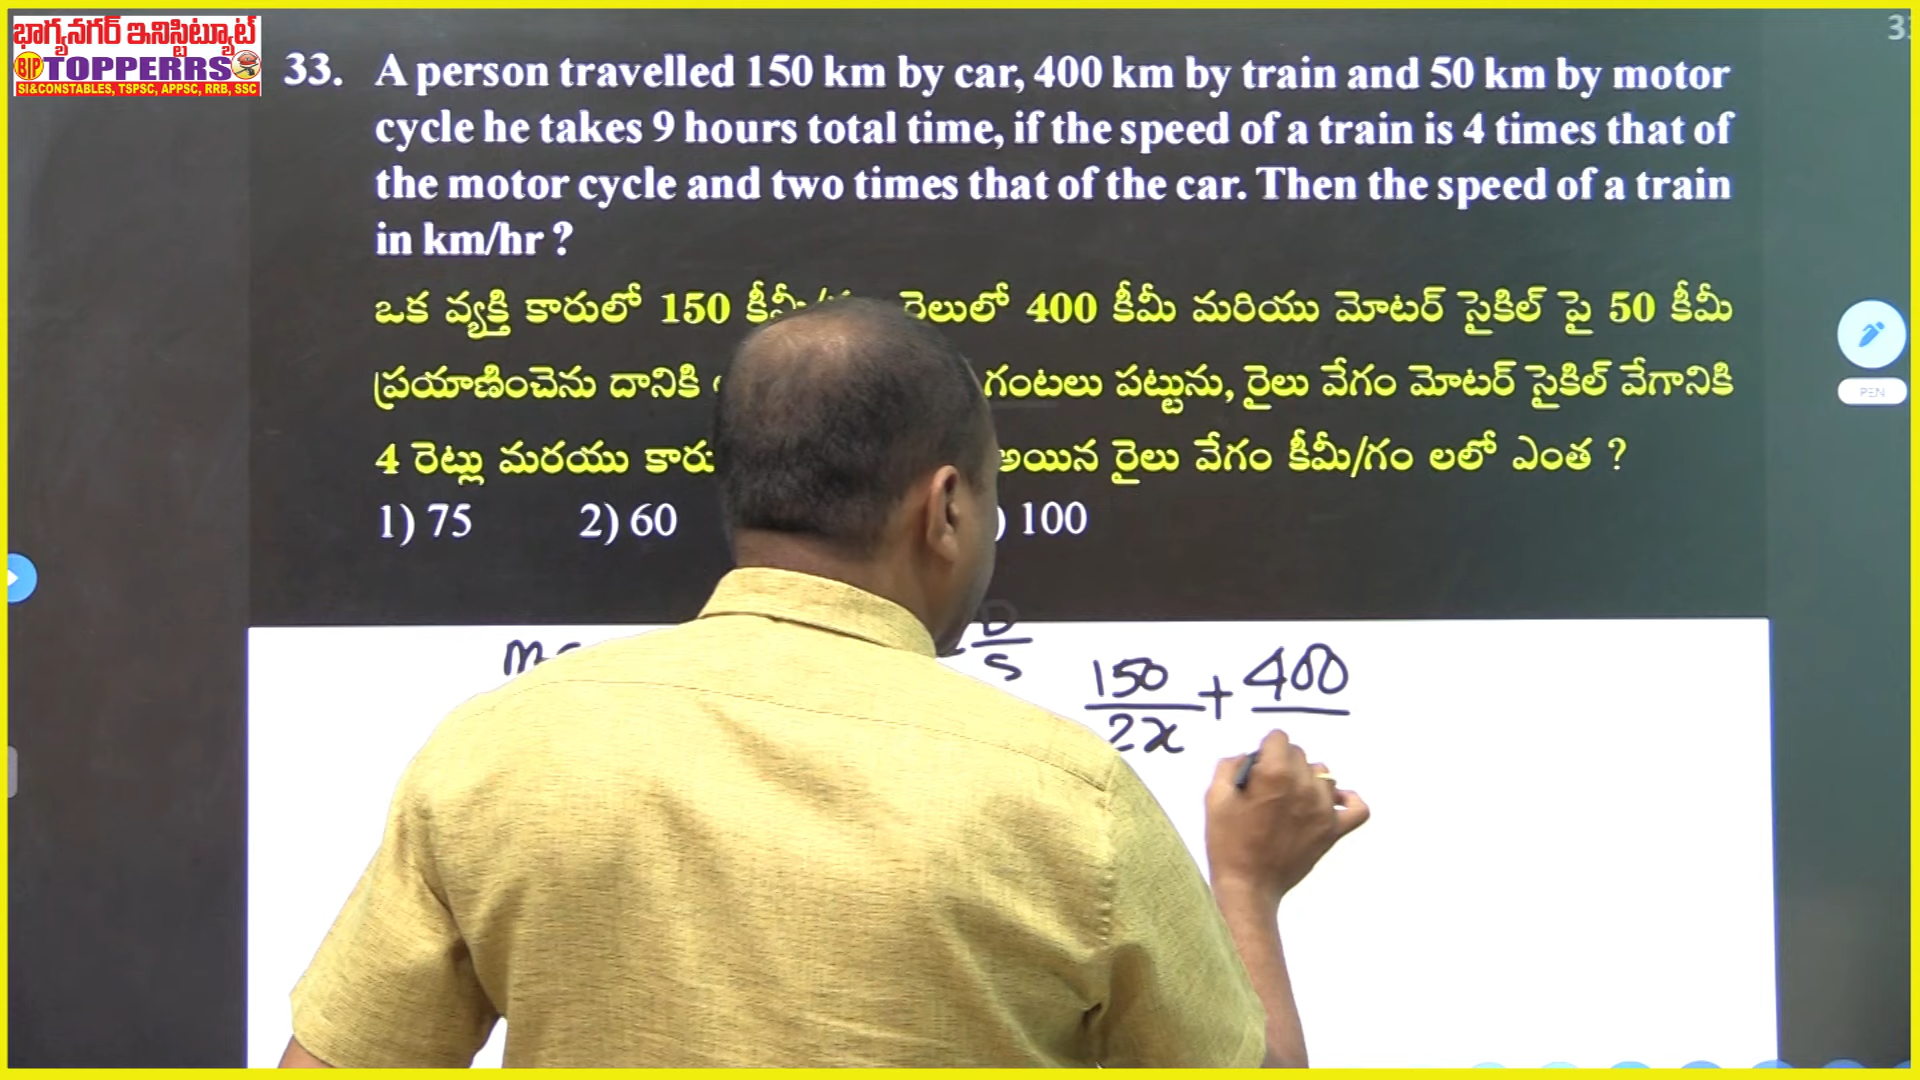 భాగ్యనగర్ ఇనిస్టిట్యూట్
BIP TOPPERRS
SI&CONSTABLES, TSPSC, APPSC, RRB, SSC
33. A person travelled 150 km by car, 400 km by train and 50 km by motor
cycle he takes 9 hours total time, if the speed of a train is 4 times that of
the motor cycle and two times that of the car. Then the speed of a train
in km/hr ?
ఒక వ్యక్తి కారులో 150 రైలులో 400 కీమీ మరియు మోటర్ సైకిల్ పై 50 కీమీ
ప్రయాణించెను దానికి గంటలు పట్టును, రైలు వేగం మోటర్ సైకిల్ వేగానికి
4 రెట్లు మరయు అయిన రైలు వేగం కీమీ/గం లలో ఎంత ?
1) 75 2) 60 ) 100
D/S
150/2x + 400
PEN